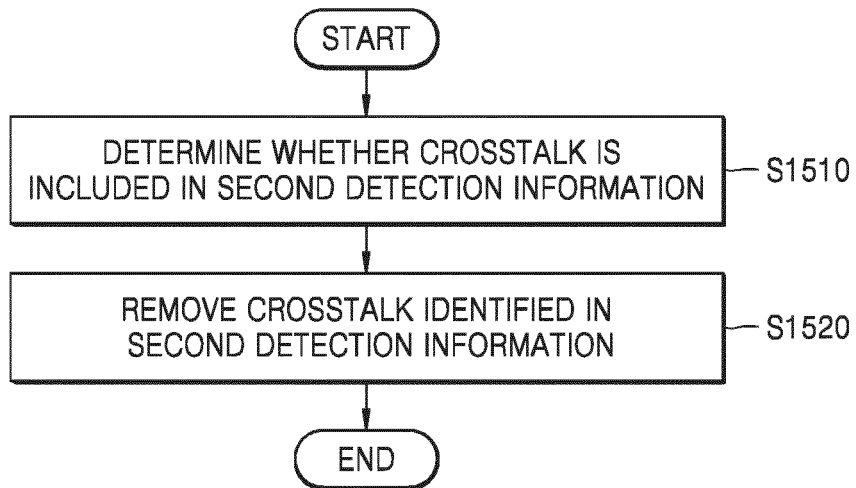 START
DETERMINE WHETHER CROSSTALK IS
INCLUDED IN SECOND DETECTION INFORMATION
S1510
REMOVE CROSSTALK IDENTIFIED IN
SECOND DETECTION INFORMATION
S1520
END